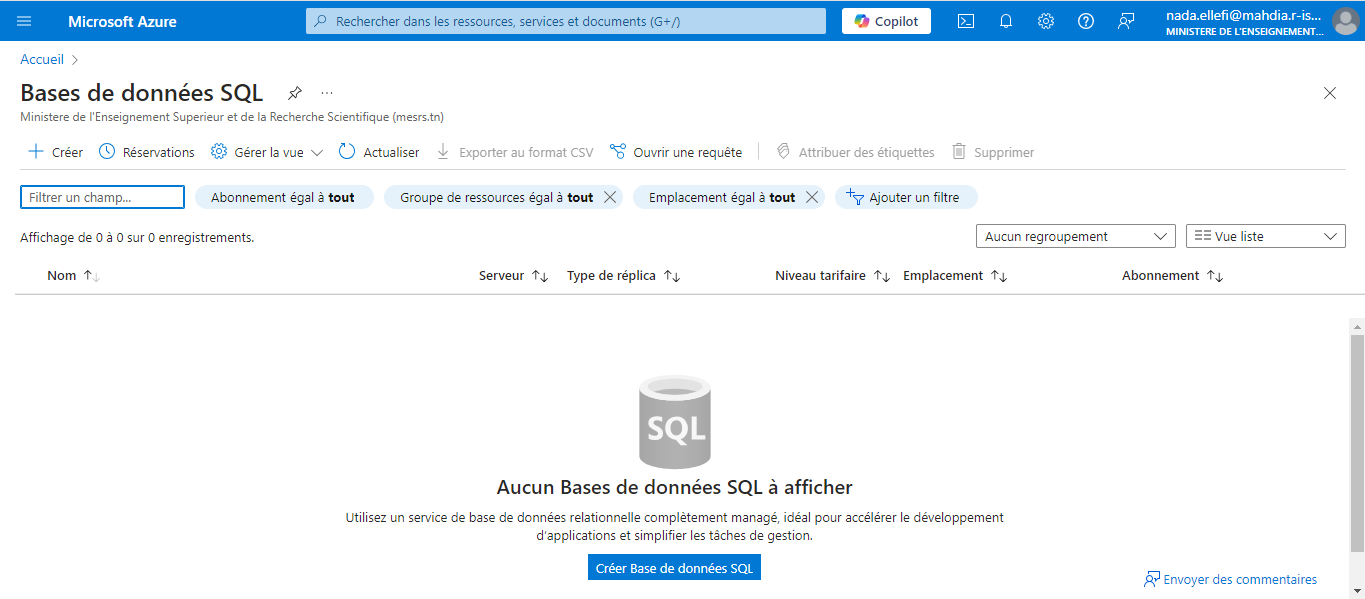 Microsoft Azure
Rechercher dans les ressources, services et documents (G+/)
Copilot
nada.ellefi@mahdia.r-is...
MINISTERE DE L'ENSEIGNEMENT...
Accueil
Bases de données SQL
Ministere de l'Enseignement Superieur et de la Recherche Scientifique (mesrs.tn)
Créer
Réservations
Gérer la vue
Actualiser
Exporter au format CSV
Ouvrir une requête
Attribuer des étiquettes
Supprimer
Filtrer un champ...
Abonnement égal à tout
Groupe de ressources égal à tout
Emplacement égal à tout
Ajouter un filtre
Affichage de 0 à 0 sur 0 enregistrements.
Aucun regroupement
Vue liste
Nom
Serveur
Type de réplica
Niveau tarifaire
Emplacement
Abonnement
SQL
Aucun Bases de données SQL à afficher
Utilisez un service de base de données relationnelle complètement managé, idéal pour accélérer le développement
d'applications et simplifier les tâches de gestion.
Créer Base de données SQL
Envoyer des commentaires